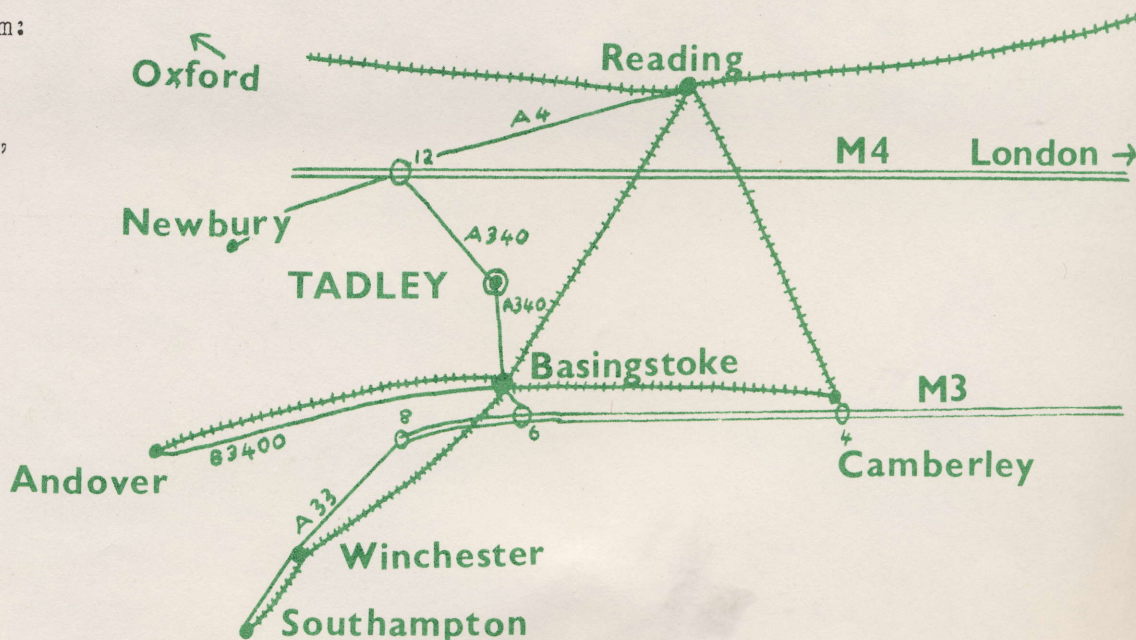 m:
Reading
Oxford
A4
,
12
M4 London →
Newbury
A340
TADLEY
A340
Basingstoke
M3
8
6
4
B3400
Camberley
Andover
A33
Winchester
Southampton